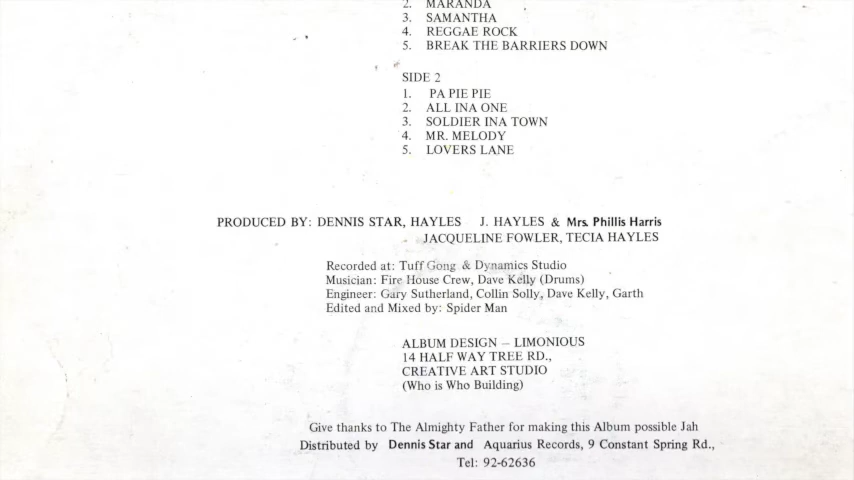 2. MARANDA
3. SAMANTHA
4. REGGAE ROCK
5. BREAK THE BARRIERS DOWN
SIDE 2
1. PA PIE PIE
2. ALL INA ONE
3. SOLDIER INA TOWN
4. MR. MELODY
5. LOVERS LANE
PRODUCED BY: DENNIS STAR, HAYLES J. HAYLES & Mrs. Phillis Harris
JACQUELINE FOWLER, TECIA HAYLES
Recorded at: Tuff Gong & Dynamics Studio
Musician: Fire House Crew, Dave Kelly (Drums)
Engineer: Gary Sutherland, Collin Solly, Dave Kelly, Garth
Edited and Mixed by: Spider Man
ALBUM DESIGN – LIMONIOUS
14 HALF WAY TREE RD.,
CREATIVE ART STUDIO
(Who is Who Building)
Give thanks to The Almighty Father for making this Album possible Jah
Distributed by Dennis Star and Aquarius Records, 9 Constant Spring Rd.,
Tel: 92-62636